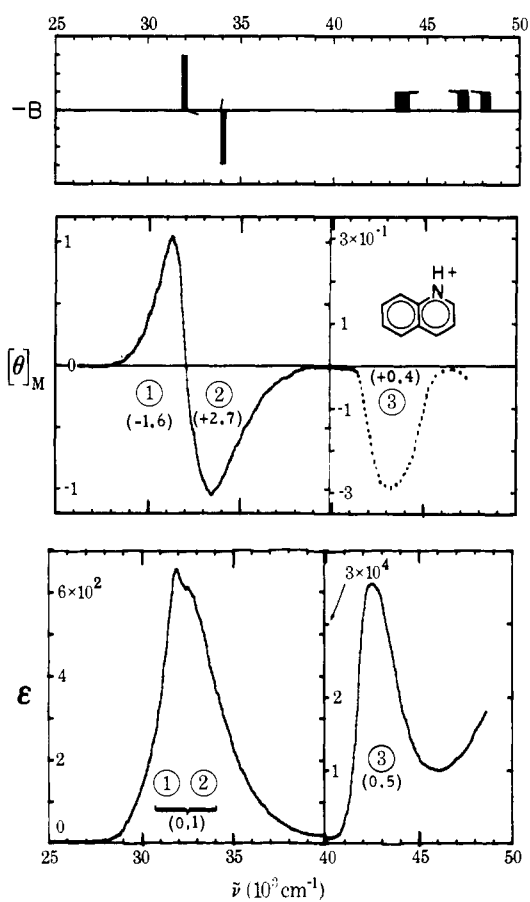 25 30 35 40 45 50
-B
1
0
-1
[θ]M
3×10⁻¹
1
-1
-3
H+
N
① ②
(-1.6) (+2.7)
(+0.4)
③
6×10²
4
2
0
ε
3×10⁴
2
1
① ②
(0.1)
③
(0.5)
25 30 35 40 45 50
ṽ (10³cm⁻¹)